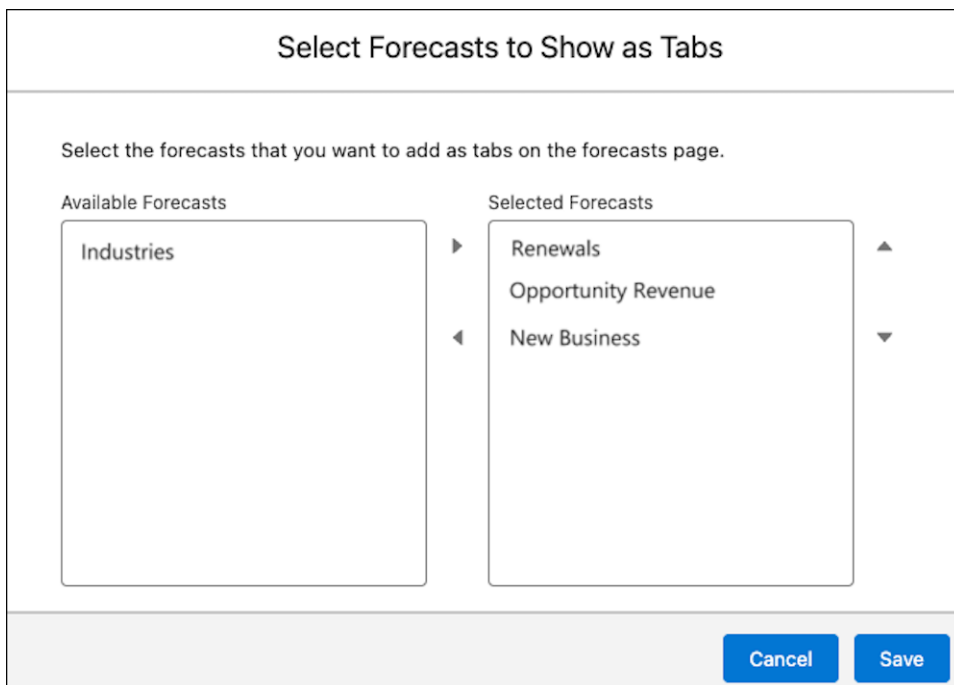 Select Forecasts to Show as Tabs
Select the forecasts that you want to add as tabs on the forecasts page.
Available Forecasts
Industries
Selected Forecasts
Renewals
Opportunity Revenue
New Business
Cancel
Save